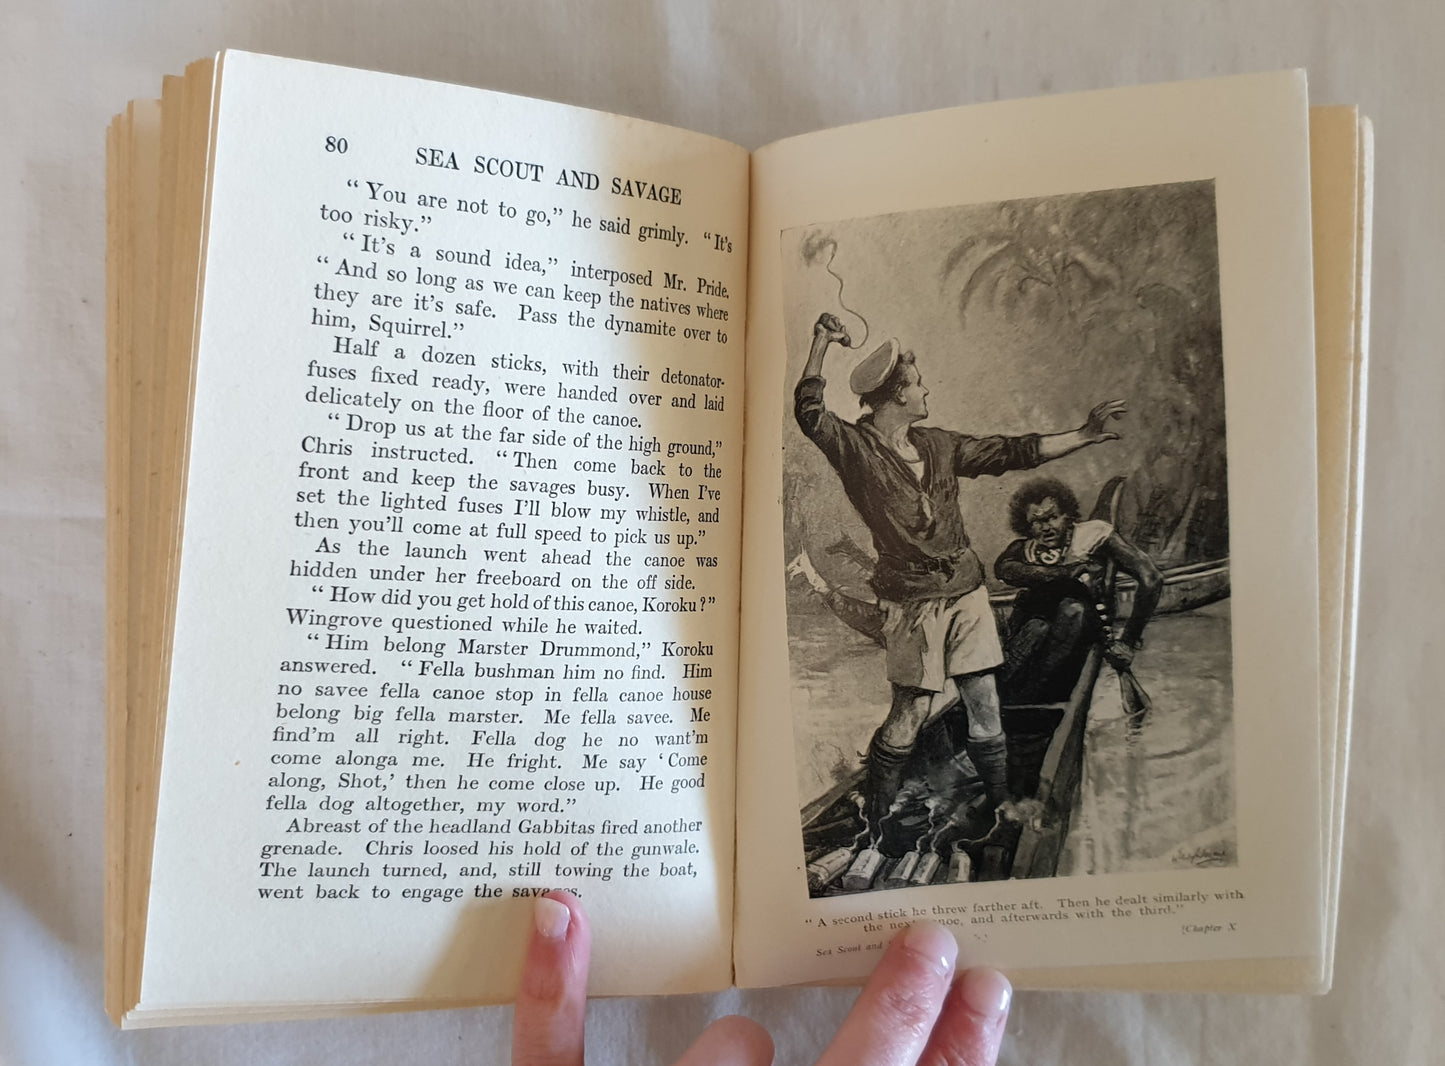 80 SEA SCOUT AND SAVAGE
“ You are not to go,” he said grimly. “ It’s
too risky.”
“ It’s a sound idea,” interposed Mr. Pride.
“ And so long as we can keep the natives where
they are it’s safe. Pass the dynamite over to
him, Squirrel.”
Half a dozen sticks, with their detonator-
fuses fixed ready, were handed over and laid
delicately on the floor of the canoe.
“ Drop us at the far side of the high ground,”
Chris instructed. “ Then come back to the
front and keep the savages busy. When I’ve
set the lighted fuses I’ll blow my whistle, and
then you’ll come at full speed to pick us up.”
As the launch went ahead the canoe was
hidden under her freeboard on the off side.
“ How did you get hold of this canoe, Koroku ? ”
Wingrove questioned while he waited.
“ Him belong Marster Drummond,” Koroku
answered. “ Fella bushman him no find. Him
no savee fella canoe stop in fella canoe house
belong big fella marster. Me fella savee. Me
find’m all right. Fella dog he no want’m
come alonga me. He fright. Me say ‘ Come
along, Shot,’ then he come close up. He good
fella dog altogether, my word.”
Abreast of the headland Gabbitas fired another
grenade. Chris loosed his hold of the gunwale.
The launch turned, and, still towing the boat,
went back to engage the savages.
“ A second stick he threw farther aft. Then he dealt similarly with
the next canoe, and afterwards with the third.”
Sea Scout and
[Chapter X